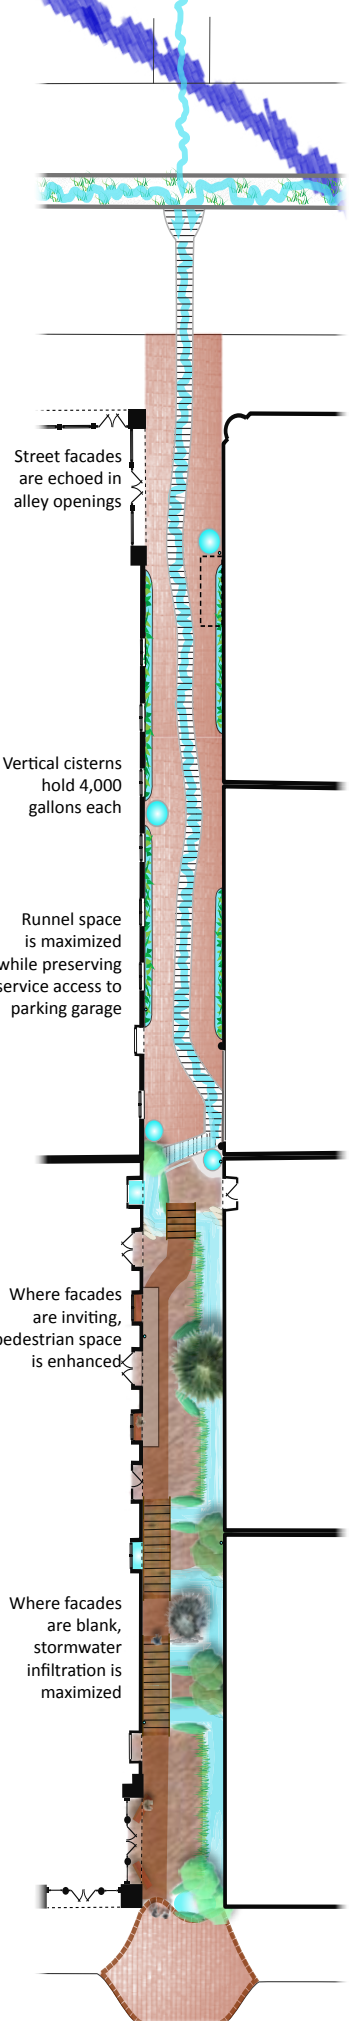 Street facades
are echoed in
alley openings
Vertical cisterns
hold 4,000
gallons each
Runnel space
is maximized
while preserving
service access to
parking garage
Where facades
are inviting,
pedestrian space
is enhanced
Where facades
are blank,
stormwater
infiltration is
maximized